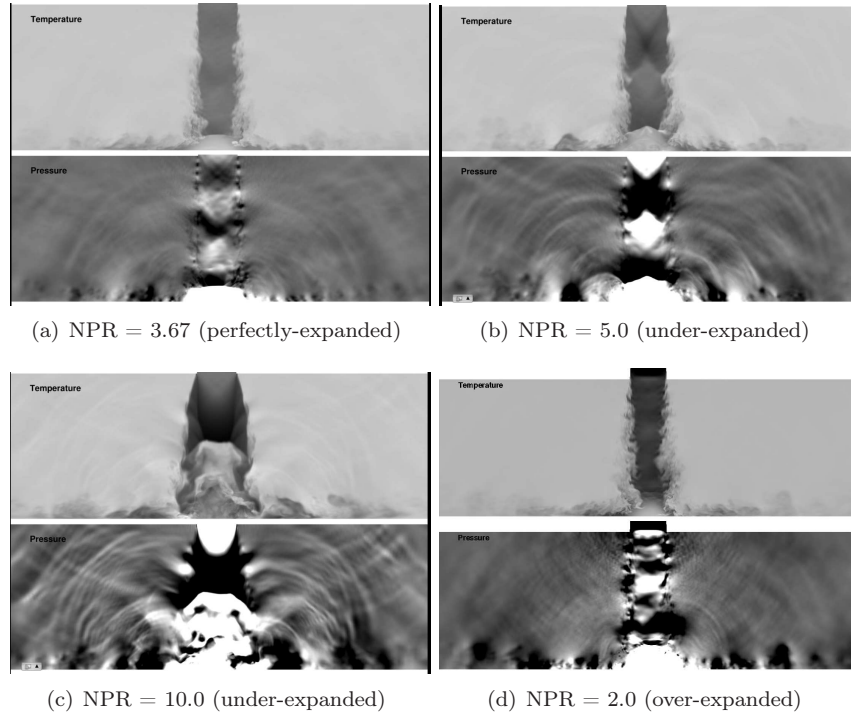 Temperature
Pressure
(a) NPR = 3.67 (perfectly-expanded)
Temperature
Pressure
(b) NPR = 5.0 (under-expanded)
Temperature
Pressure
(c) NPR = 10.0 (under-expanded)
Temperature
Pressure
(d) NPR = 2.0 (over-expanded)